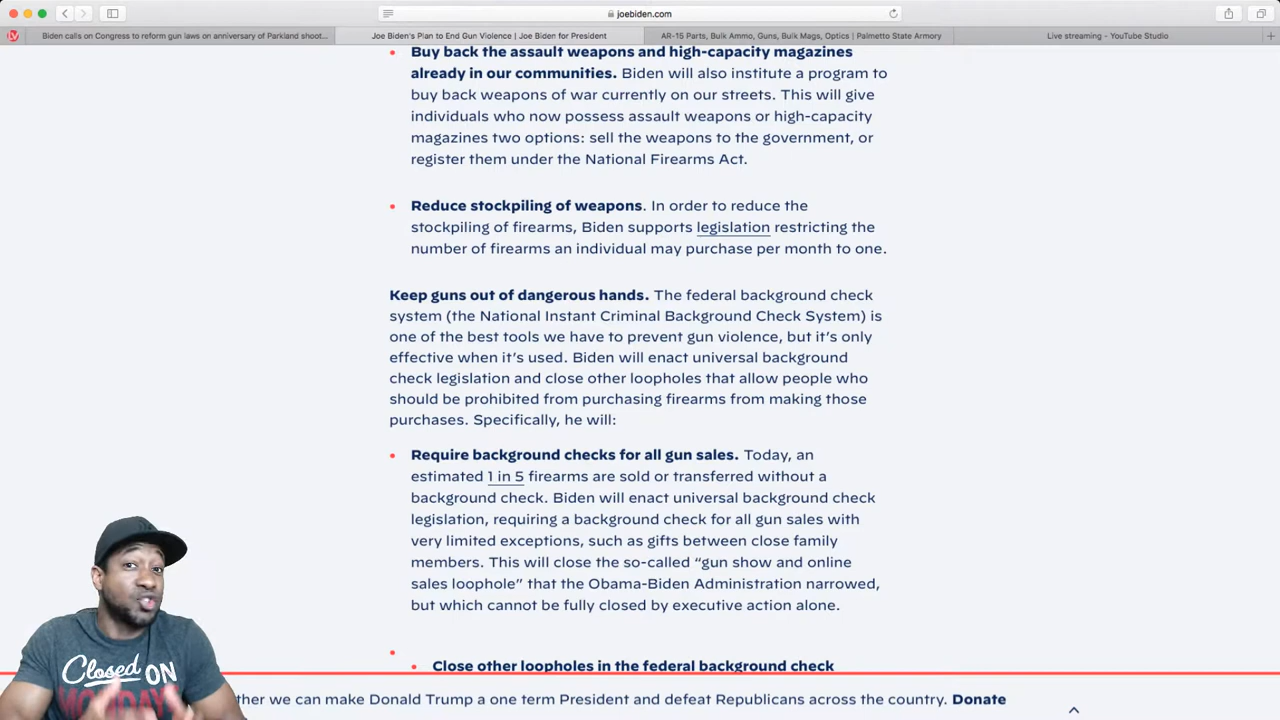 joebiden.com
Biden calls on Congress to reform gun laws on anniversary of Parkland shoot...
Joe Biden's Plan to End Gun Violence | Joe Biden for President
AR-15 Parts, Bulk Ammo, Guns, Bulk Mags, Optics | Palmetto State Armory
Live streaming - YouTube Studio
Buy back the assault weapons and high-capacity magazines
already in our communities. Biden will also institute a program to
buy back weapons of war currently on our streets. This will give
individuals who now possess assault weapons or high-capacity
magazines two options: sell the weapons to the government, or
register them under the National Firearms Act.
Reduce stockpiling of weapons. In order to reduce the
stockpiling of firearms, Biden supports legislation restricting the
number of firearms an individual may purchase per month to one.
Keep guns out of dangerous hands. The federal background check
system (the National Instant Criminal Background Check System) is
one of the best tools we have to prevent gun violence, but it's only
effective when it's used. Biden will enact universal background
check legislation and close other loopholes that allow people who
should be prohibited from purchasing firearms from making those
purchases. Specifically, he will:
Require background checks for all gun sales. Today, an
estimated 1 in 5 firearms are sold or transferred without a
background check. Biden will enact universal background check
legislation, requiring a background check for all gun sales with
very limited exceptions, such as gifts between close family
members. This will close the so-called “gun show and online
sales loophole” that the Obama-Biden Administration narrowed,
but which cannot be fully closed by executive action alone.
Close other loopholes in the federal background check
we can make Donald Trump a one term President and defeat Republicans across the country. Donate
Closed ON